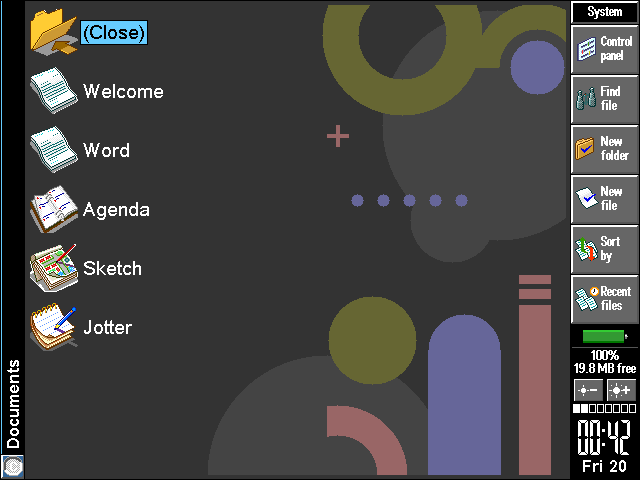 (Close)
Welcome
Word
Agenda
Sketch
Jotter
Documents
System
Control
panel
Find
file
New
folder
New
file
Sort
by
Recent
files
100%
19.8 MB free
00:42
Fri 20